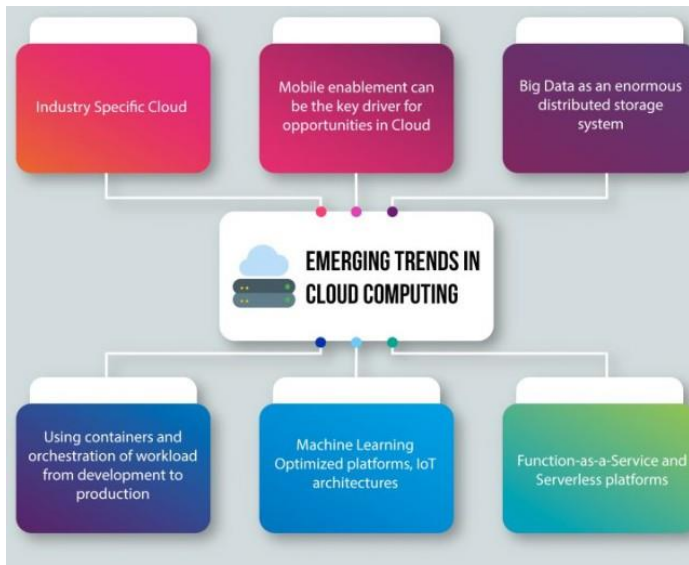 Industry Specific Cloud
Mobile enablement can
be the key driver for
opportunities in Cloud
Big Data as an enormous
distributed storage
system
EMERGING TRENDS IN
CLOUD COMPUTING
Using containers and
orchestration of workload
from development to
production
Machine Learning
Optimized platforms, IoT
architectures
Function-as-a-Service and
Serverless platforms